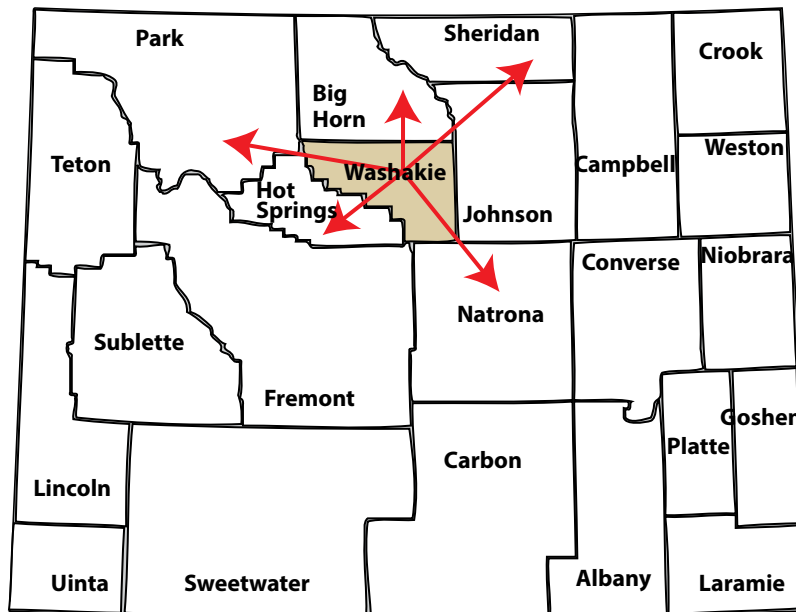 Park
Sheridan
Crook
Big
Horn
Teton
Washakie
Campbell
Weston
Hot
Springs
Johnson
Converse
Niobrara
Natrona
Sublette
Fremont
Goshen
Platte
Carbon
Lincoln
Uinta
Sweetwater
Albany
Laramie